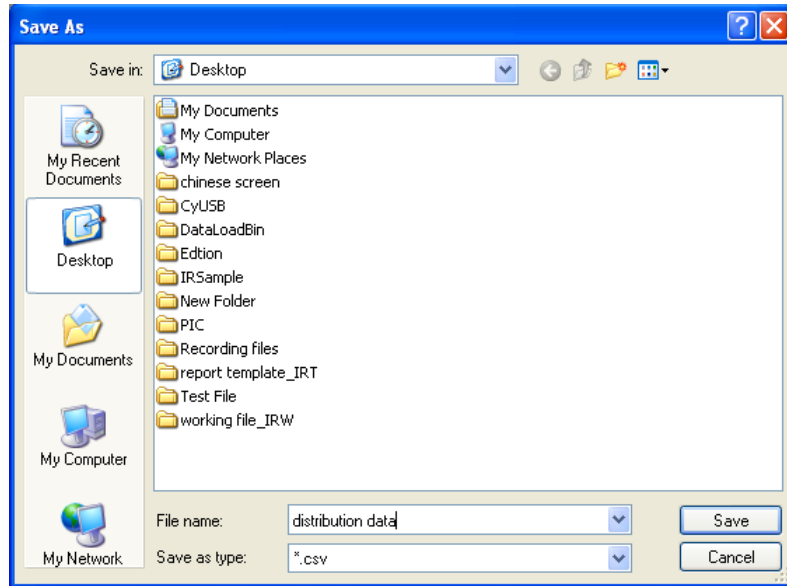 Save As
Save in: Desktop
My Recent
Documents
Desktop
My Documents
My Computer
My Network
My Documents
My Computer
My Network Places
chinese screen
CyUSB
DataLoadBin
Edtion
IRSample
New Folder
PIC
Recording files
report template_IRT
Test File
working file_IRW
File name: distribution data Save
Save as type: *.csv Cancel